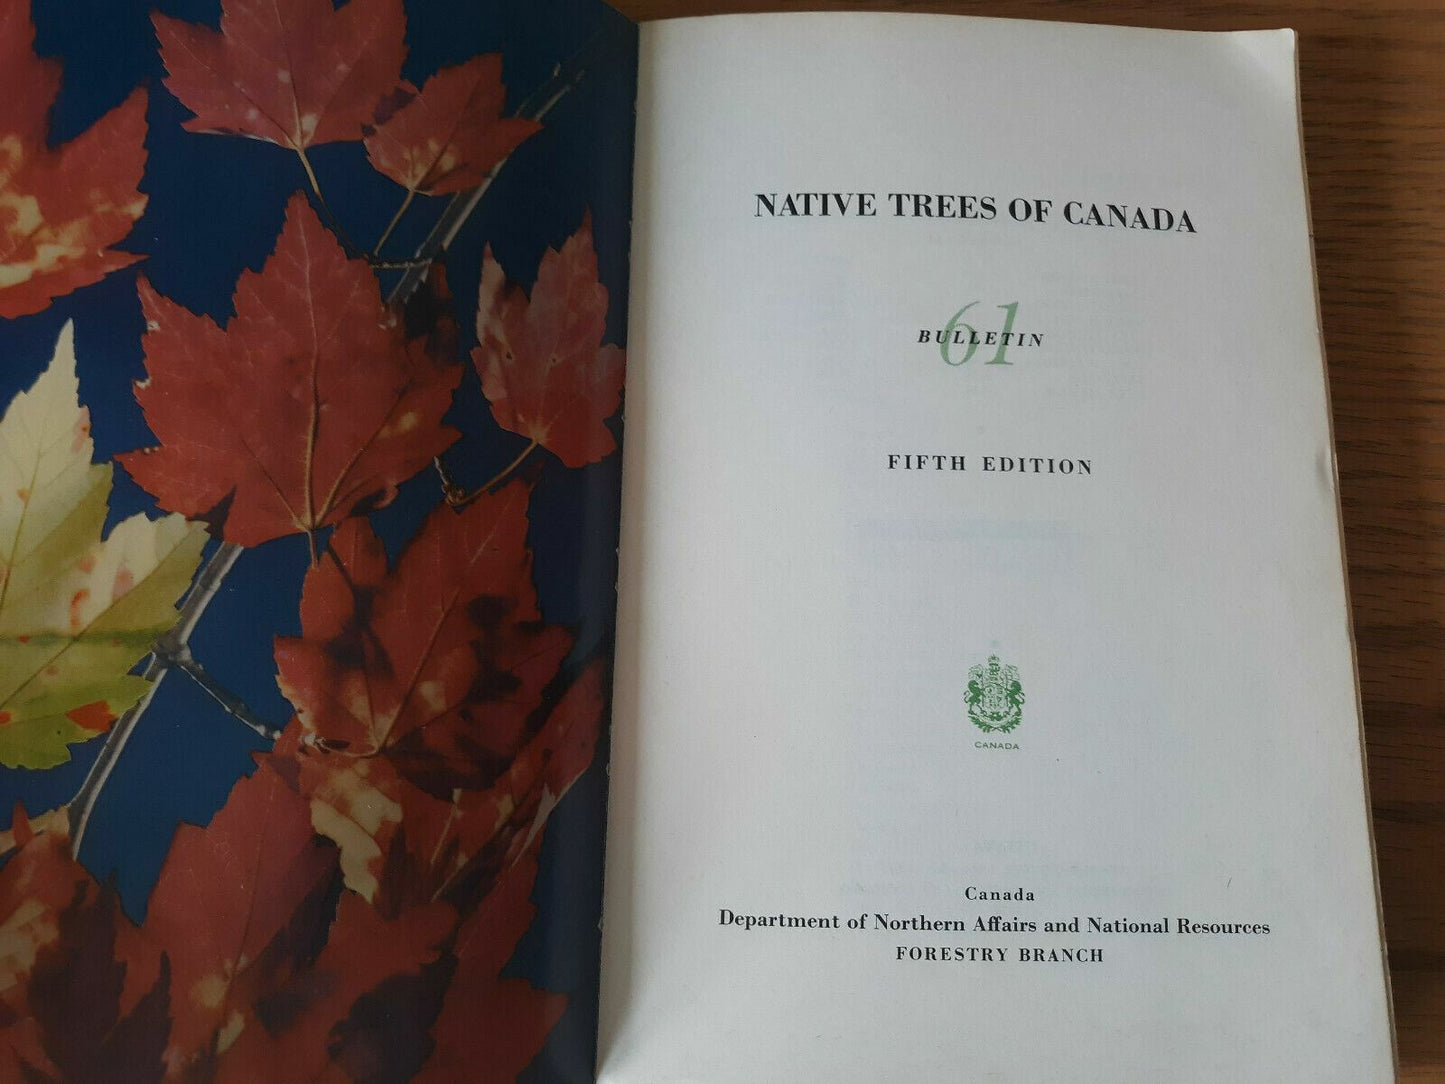 NATIVE TREES OF CANADA
BULLETIN 61
FIFTH EDITION
CANADA
Canada
Department of Northern Affairs and National Resources
FORESTRY BRANCH